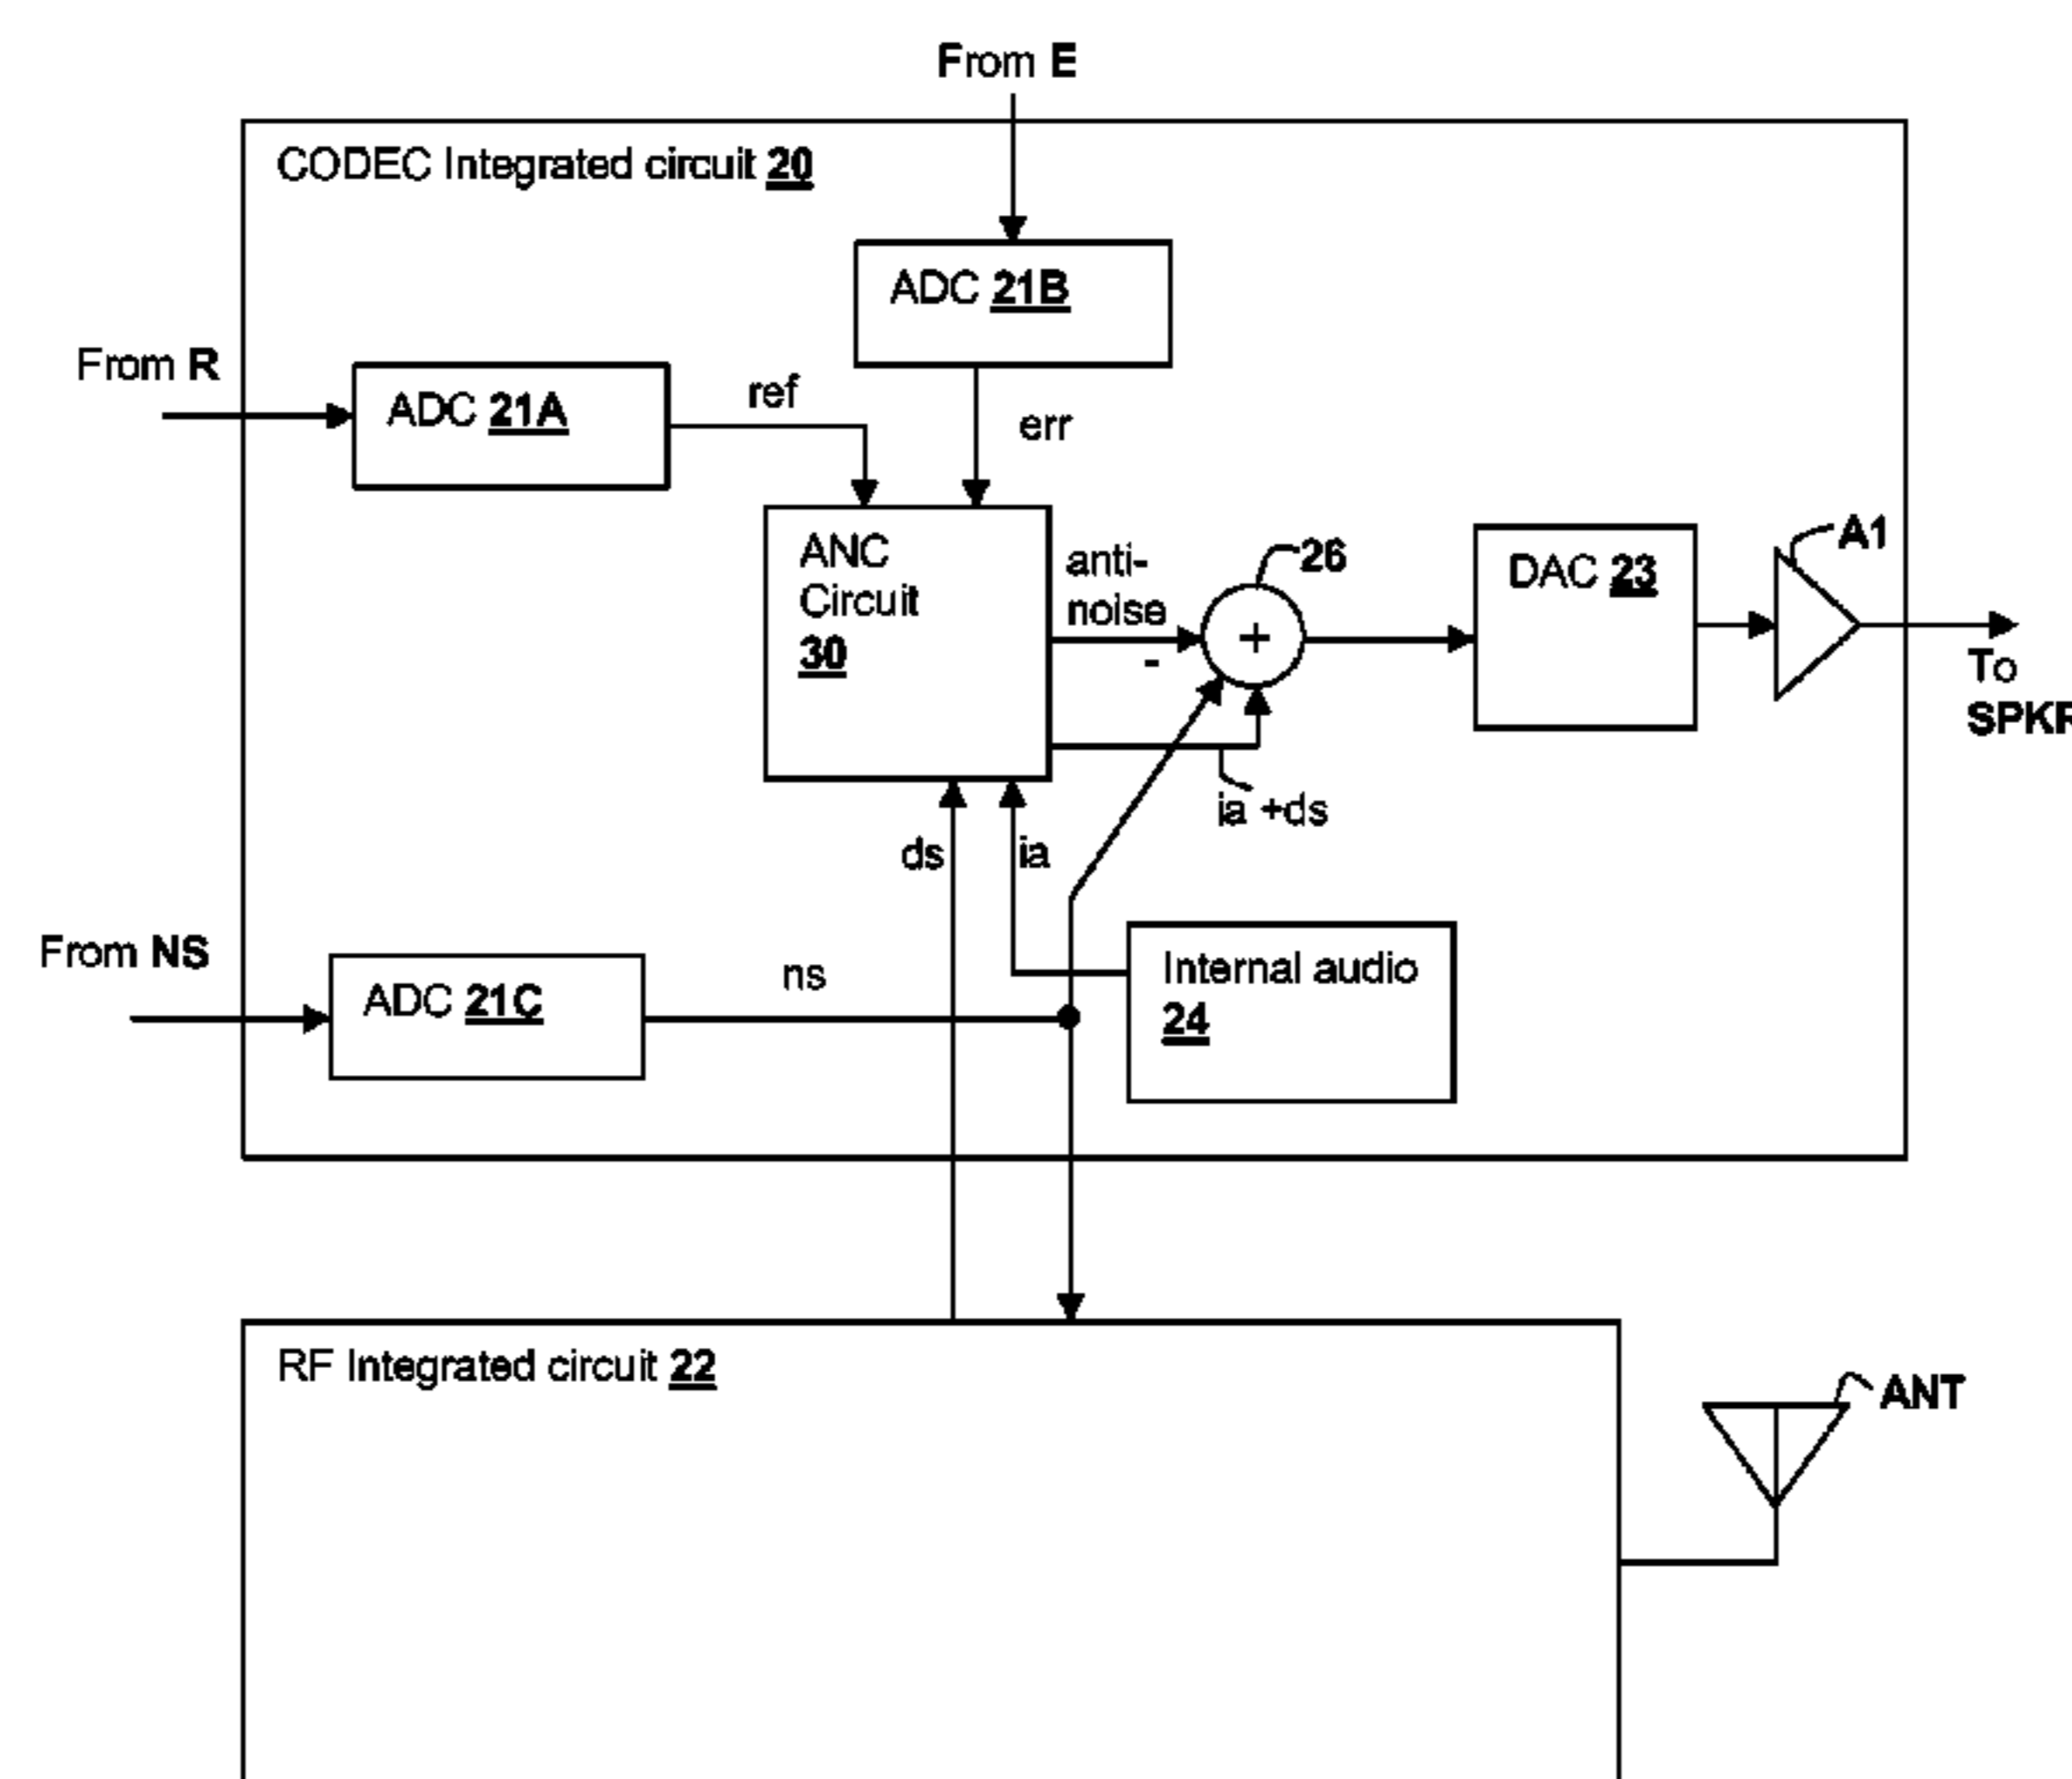 From E
CODEC Integrated circuit 20
ADC 21B
From R
ADC 21A
ref
err
ANC
Circuit
30
anti-
noise
-
26
+
DAC 23
A1
To
SPKR
ia +ds
ds
ia
From NS
ADC 21C
ns
Internal audio
24
RF Integrated circuit 22
ANT